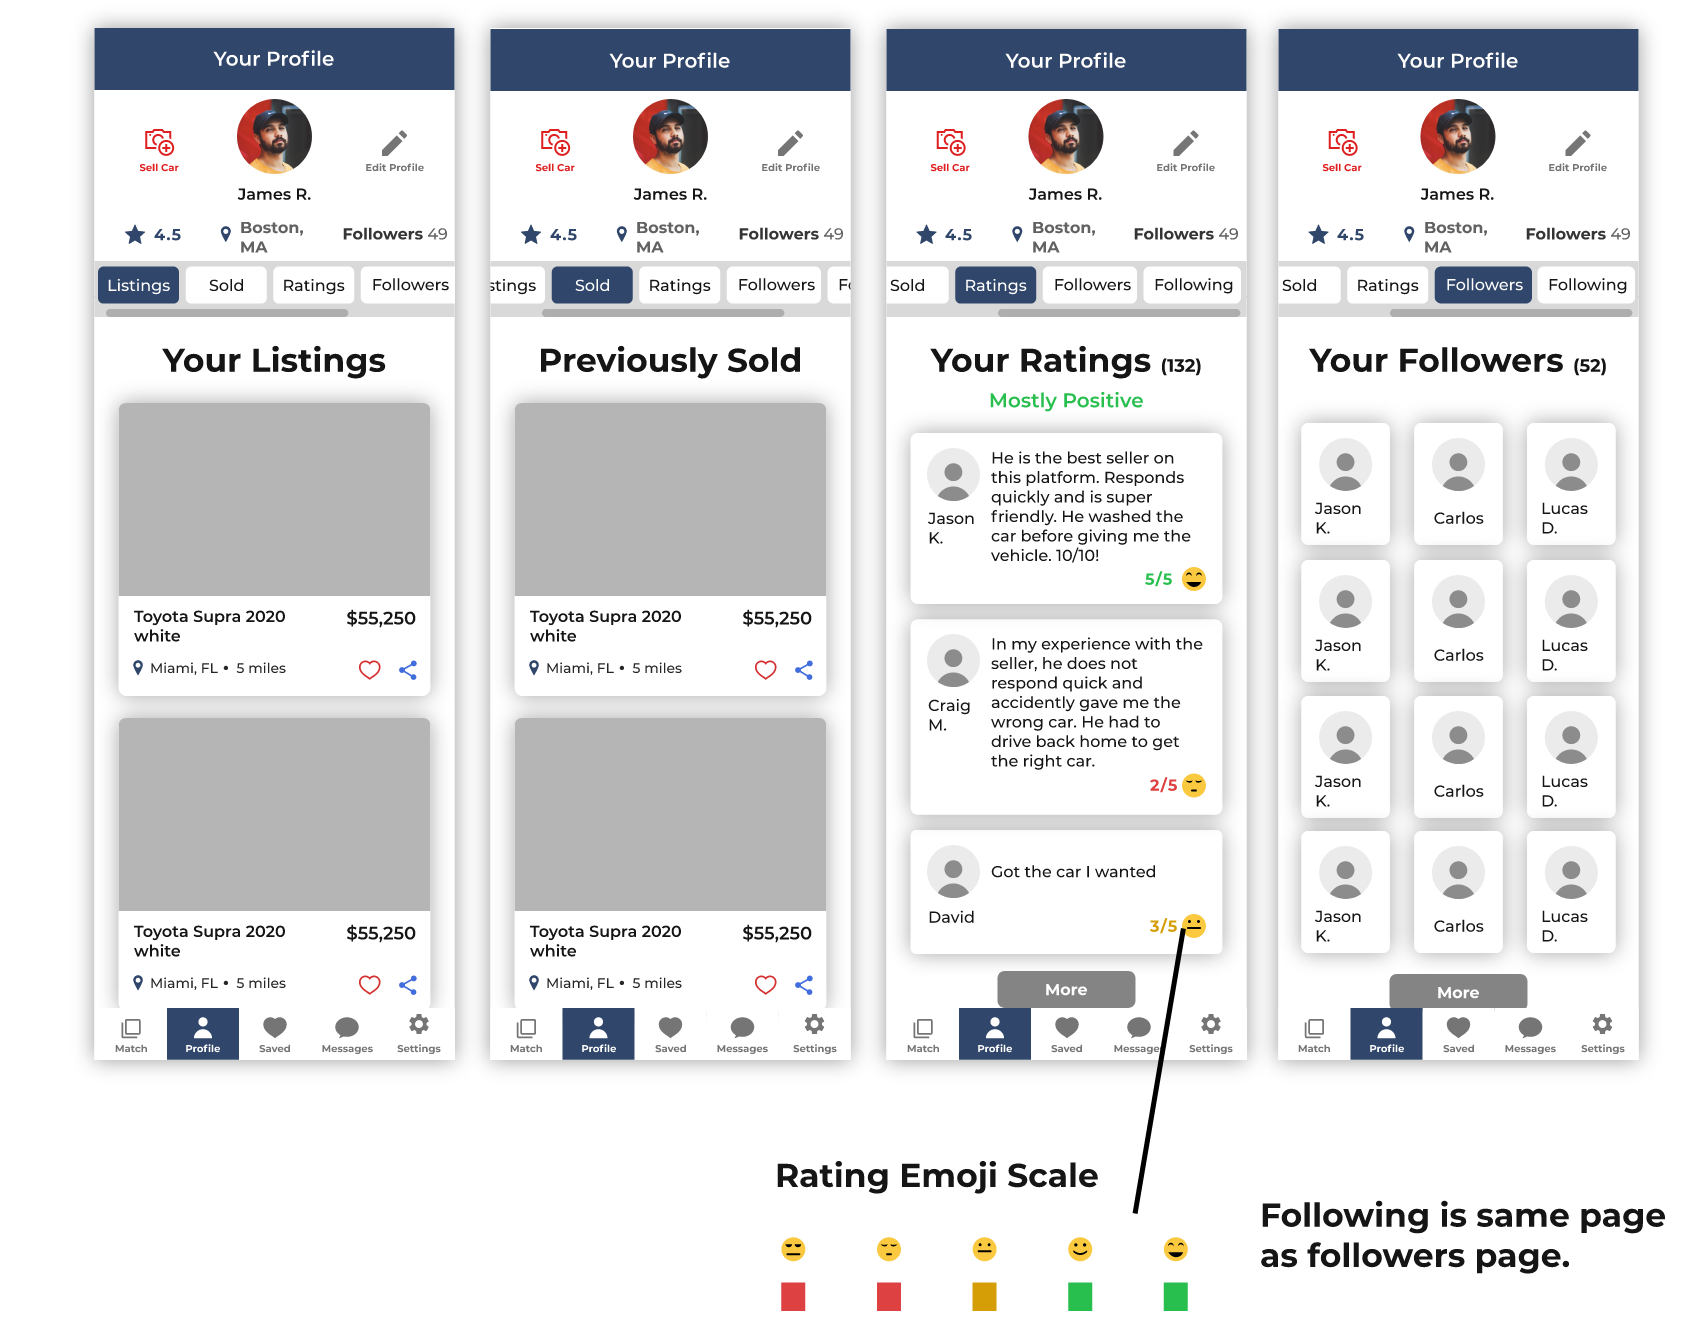 Your Profile
Sell Car
Edit Profile
James R.
4.5
Boston,
MA
Followers 49
Listings
Sold
Ratings
Followers
Your Listings
Toyota Supra 2020
white
$55,250
Miami, FL • 5 miles
Toyota Supra 2020
white
$55,250
Miami, FL • 5 miles
Match
Profile
Saved
Messages
Settings
Your Profile
Sell Car
Edit Profile
James R.
4.5
Boston,
MA
Followers 49
stings
Sold
Ratings
Followers
Fo
Previously Sold
Toyota Supra 2020
white
$55,250
Miami, FL • 5 miles
Toyota Supra 2020
white
$55,250
Miami, FL • 5 miles
Match
Profile
Saved
Messages
Settings
Your Profile
Sell Car
Edit Profile
James R.
4.5
Boston,
MA
Followers 49
Sold
Ratings
Followers
Following
Your Ratings (132)
Mostly Positive
Jason
K.
He is the best seller on
this platform. Responds
quickly and is super
friendly. He washed the
car before giving me the
vehicle. 10/10!
5/5
Craig
M.
In my experience with the
seller, he does not
respond quick and
accidently gave me the
wrong car. He had to
drive back home to get
the right car.
2/5
David
Got the car I wanted
3/5
More
Match
Profile
Saved
Messages
Settings
Your Profile
Sell Car
Edit Profile
James R.
4.5
Boston,
MA
Followers 49
Sold
Ratings
Followers
Following
Your Followers (52)
Jason
K.
Carlos
Lucas
D.
Jason
K.
Carlos
Lucas
D.
Jason
K.
Carlos
Lucas
D.
Jason
K.
Carlos
Lucas
D.
More
Match
Profile
Saved
Messages
Settings
Rating Emoji Scale
Following is same page
as followers page.